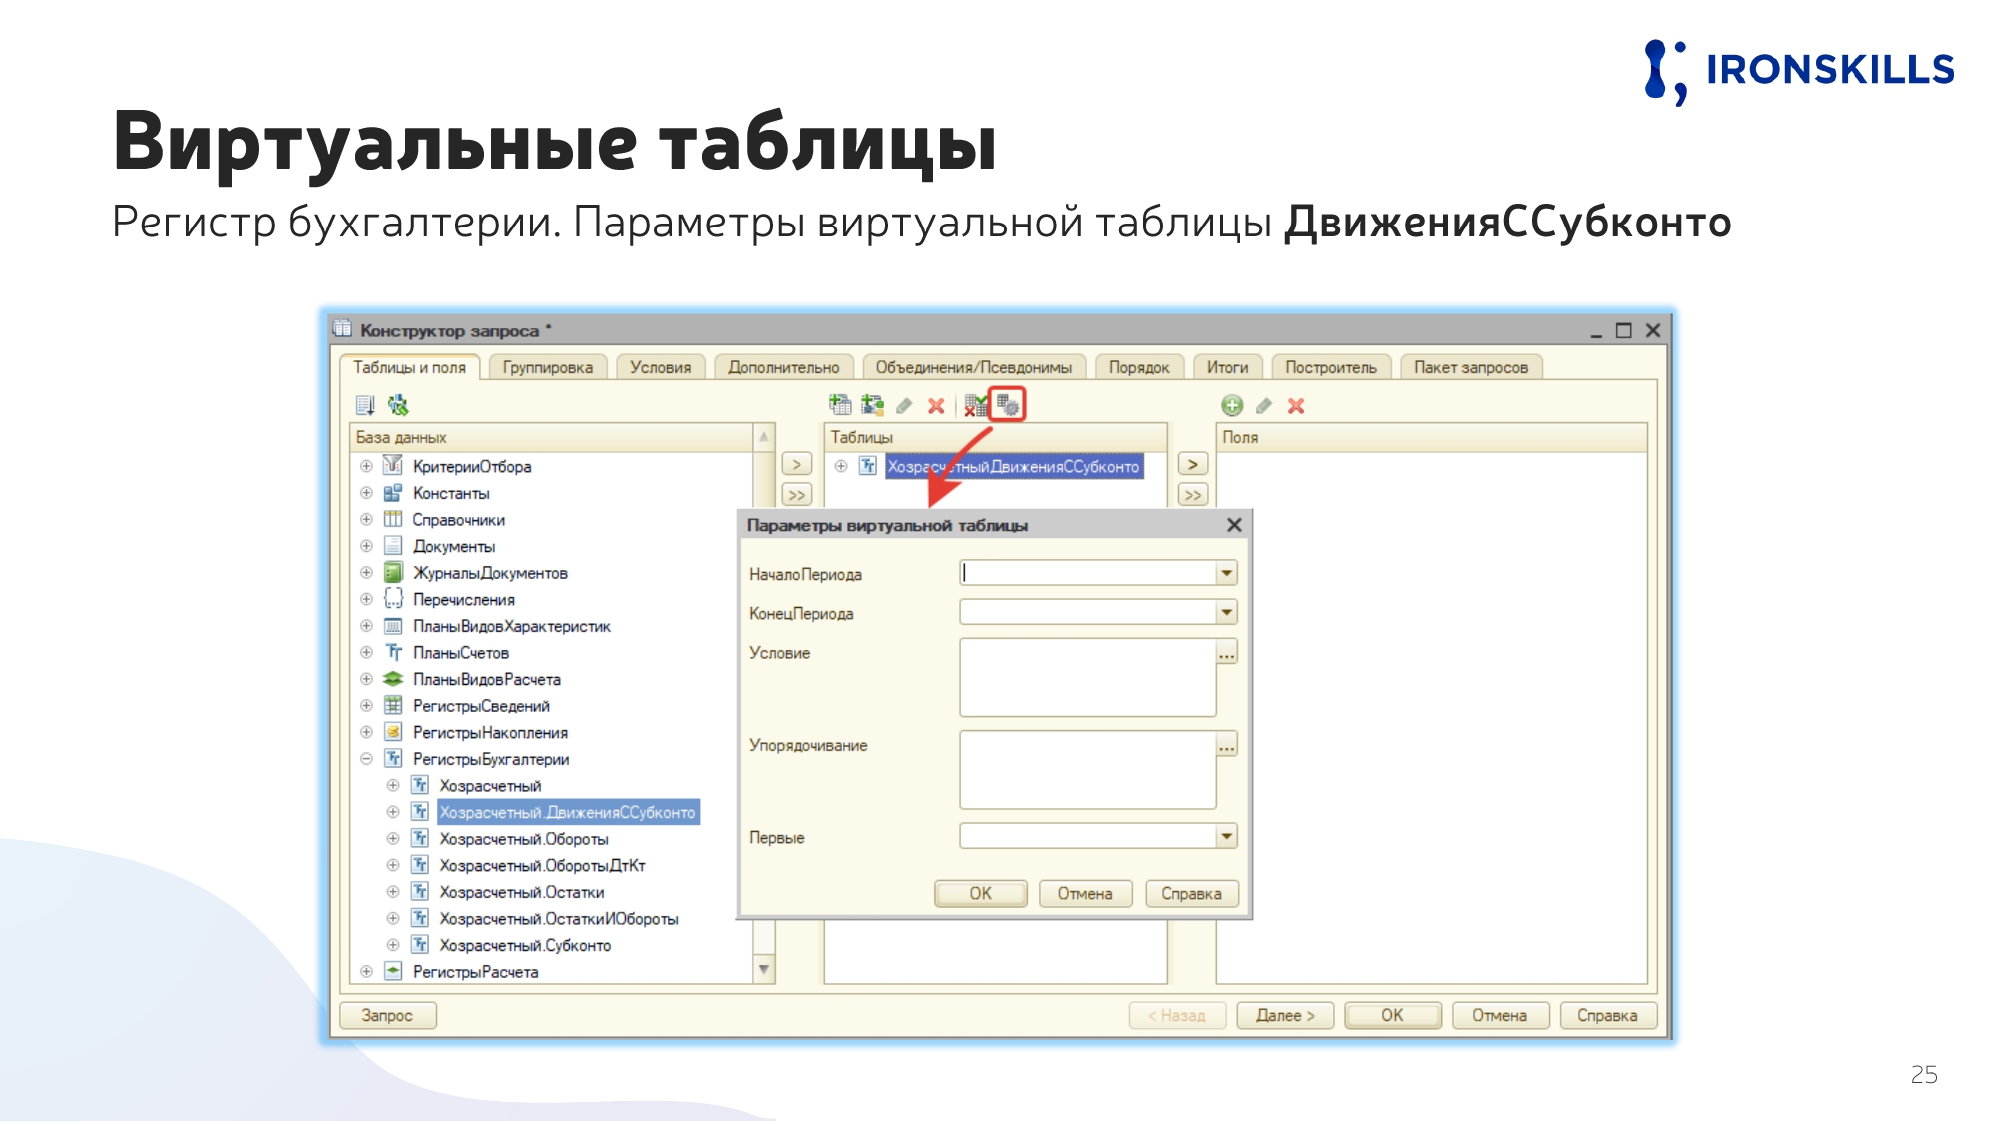 IRONSKILLS
Виртуальные таблицы
Регистр бухгалтерии. Параметры виртуальной таблицы ДвиженияССубконто
Конструктор запроса *
Таблицы и поля Группировка Условия Дополнительно Объединения/Псевдонимы Порядок Итоги Построитель Пакет запросов
База данных
КритерииОтбора
Константы
Справочники
Документы
ЖурналыДокументов
Перечисления
ПланыВидовХарактеристик
ПланыСчетов
ПланыВидовРасчета
РегистрыСведений
РегистрыНакопления
РегистрыБухгалтерии
Хозрасчетный
Хозрасчетный.ДвиженияССубконто
Хозрасчетный.Обороты
Хозрасчетный.ОборотыДтКт
Хозрасчетный.Остатки
Хозрасчетный.ОстаткиИОбороты
Хозрасчетный.Субконто
РегистрыРасчета
>
>>
Таблицы
ХозрасчетныйДвиженияССубконто
>
>>
Поля
Параметры виртуальной таблицы
НачалоПериода
КонецПериода
Условие ...
Упорядочивание ...
Первые
ОК Отмена Справка
Запрос < Назад Далее > ОК Отмена Справка
25